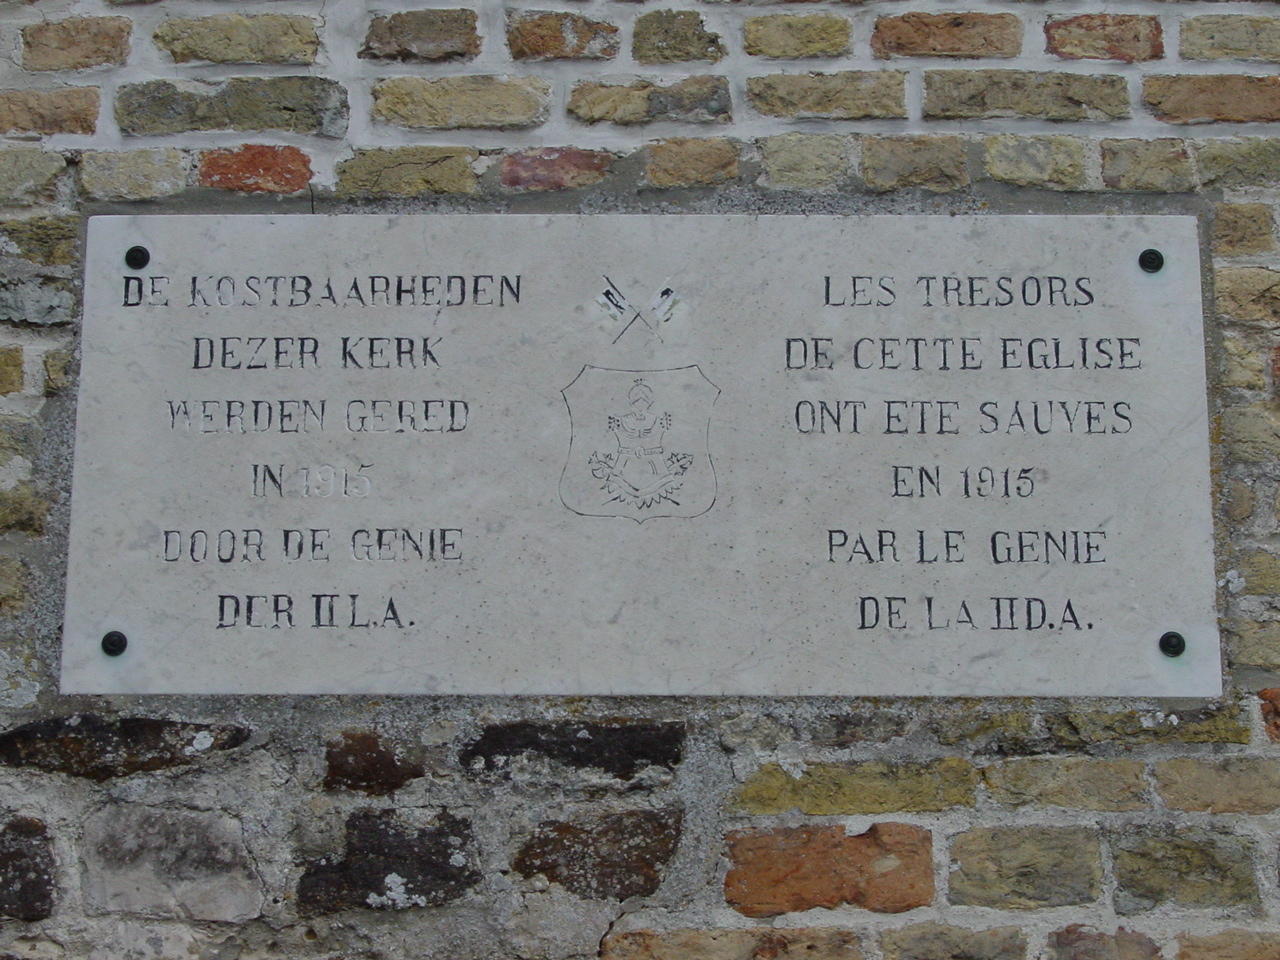 DE KOSTBAARHEDEN
DEZER KERK
WERDEN GERED
IN 1915
DOOR DE GENIE
DER II L.A.
LES TRESORS
DE CETTE EGLISE
ONT ETE SAUVES
EN 1915
PAR LE GENIE
DE LA II D.A.